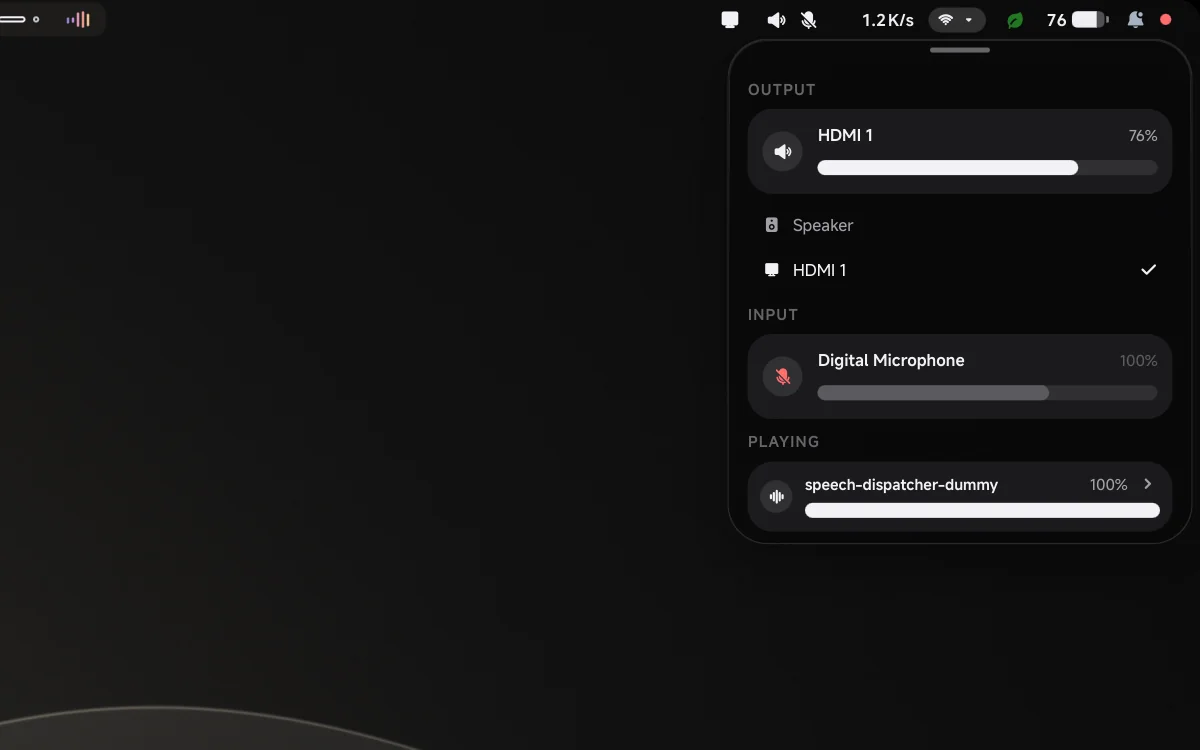 1.2K/s 76
OUTPUT
HDMI 1 76%
Speaker
HDMI 1
INPUT
Digital Microphone 100%
PLAYING
speech-dispatcher-dummy 100%